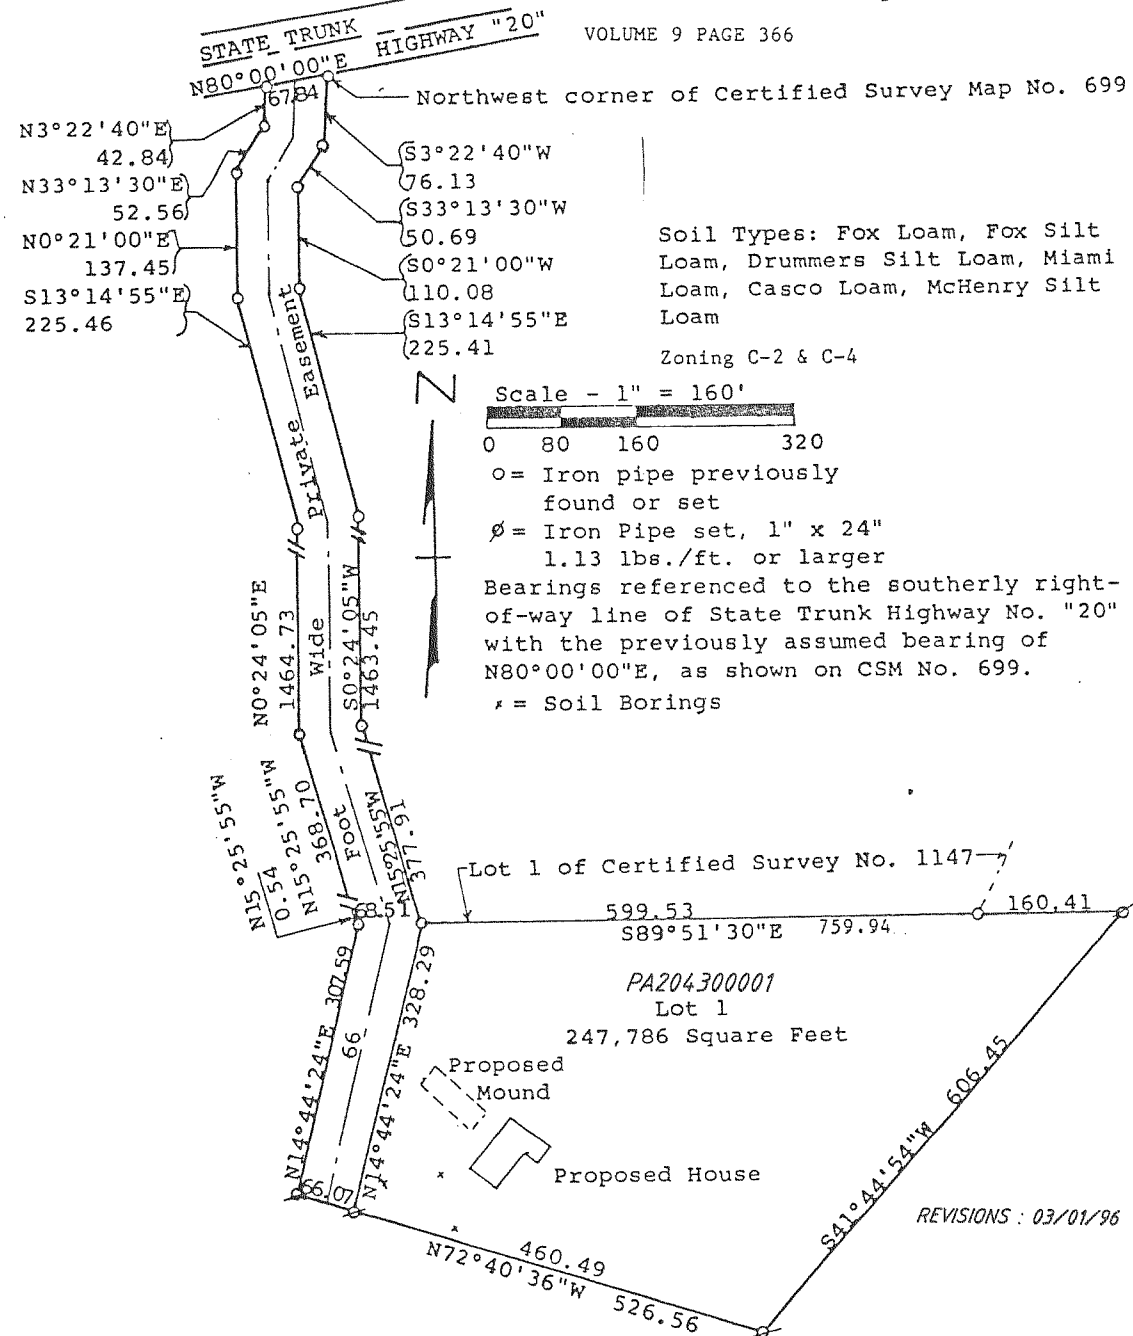 STATE TRUNK HIGHWAY "20"
VOLUME 9 PAGE 366
N80°00'00"E
67.84
Northwest corner of Certified Survey Map No. 699
N3°22'40"E
42.84
N33°13'30"E
52.56
N0°21'00"E
137.45
S13°14'55"E
225.46
S3°22'40"W
76.13
S33°13'30"W
50.69
S0°21'00"W
110.08
S13°14'55"E
225.41
Soil Types: Fox Loam, Fox Silt
Loam, Drummers Silt Loam, Miami
Loam, Casco Loam, McHenry Silt
Loam
Zoning C-2 & C-4
N
Scale - 1" = 160'
0 80 160 320
O= Iron pipe previously
found or set
Ø= Iron Pipe set, 1" x 24"
1.13 lbs./ft. or larger
Bearings referenced to the southerly right-
of-way line of State Trunk Highway No. "20"
with the previously assumed bearing of
N80°00'00"E, as shown on CSM No. 699.
x = Soil Borings
Private Easement
Wide
Foot
66
N0°24'05"E
1464.73
S0°24'05"W
1463.45
N15°25'55"W
0.54
N15°25'55"W
368.70
N15°25'55"W
377.91
68.51
Lot 1 of Certified Survey No. 1147
599.53
160.41
S89°51'30"E 759.94
PA204300001
Lot 1
247,786 Square Feet
N14°44'24"E 307.59
N14°44'24"E 328.29
Proposed
Mound
Proposed House
606.45
S41°44'54"W
66.07
460.49
N72°40'36"W
526.56
REVISIONS : 03/01/96